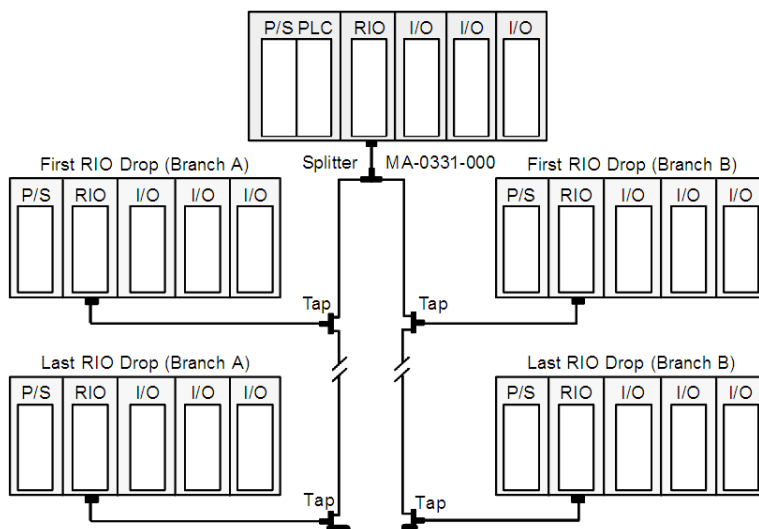 P/S PLC RIO I/O I/O I/O
Splitter MA-0331-000
First RIO Drop (Branch A) First RIO Drop (Branch B)
P/S RIO I/O I/O I/O P/S RIO I/O I/O I/O
Tap Tap
Last RIO Drop (Branch A) Last RIO Drop (Branch B)
P/S RIO I/O I/O I/O P/S RIO I/O I/O I/O
Tap Tap